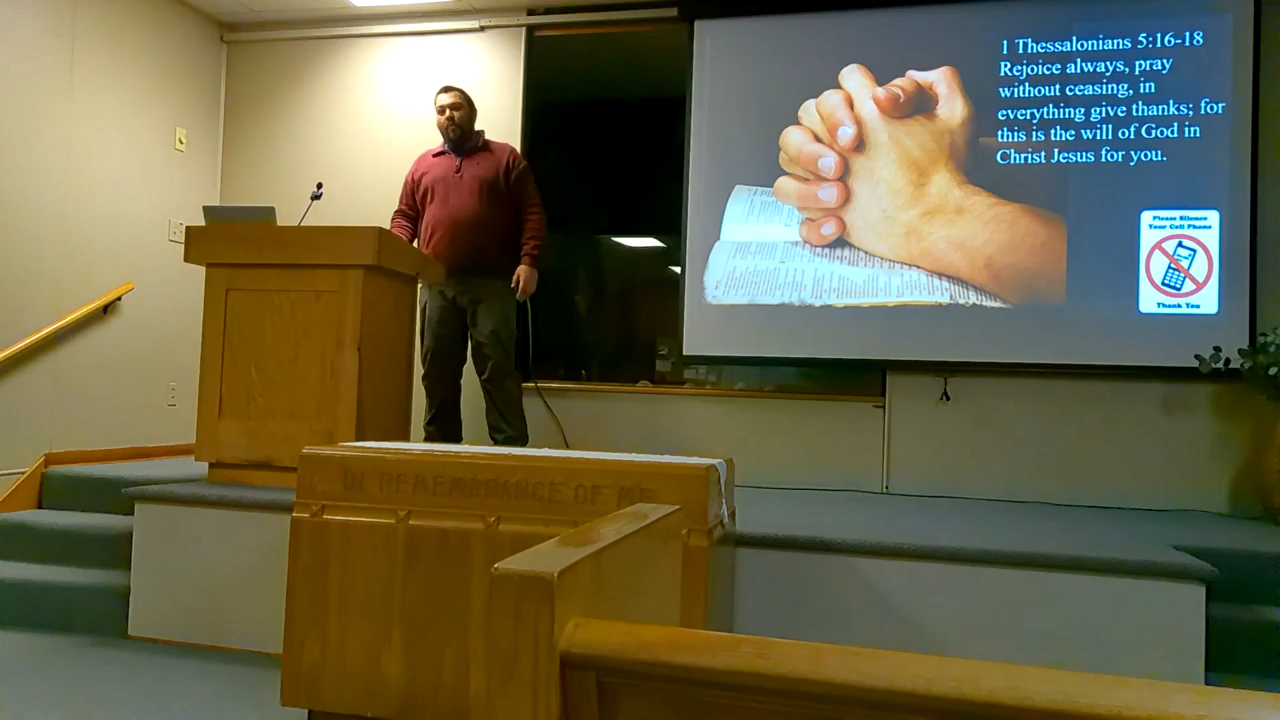 1 Thessalonians 5:16-18
Rejoice always, pray
without ceasing, in
everything give thanks; for
this is the will of God in
Christ Jesus for you.
Please Silence
Your Cell Phone
Thank You
IN REMEMBRANCE OF ME